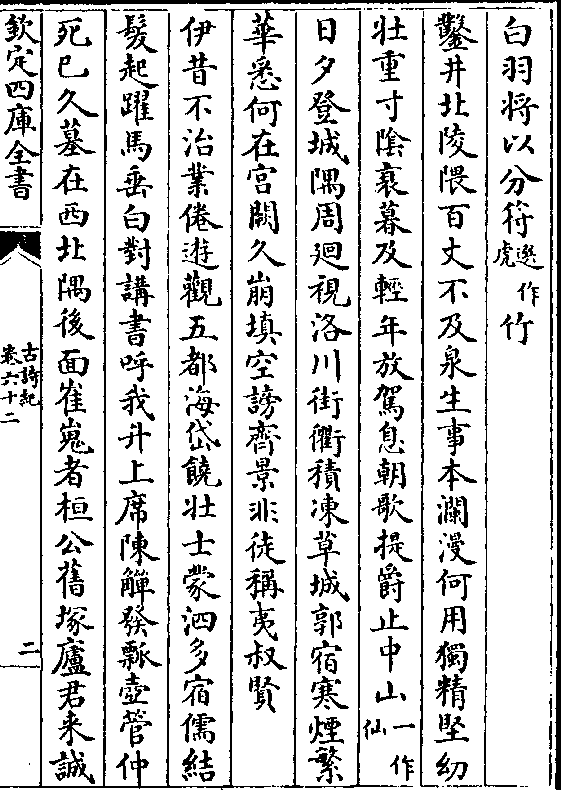 白羽將以分符選作虎竹
鑿井北陵隈百丈不及泉生事本瀾漫何用獨精堅幼
壯重寸陰衰暮及輕年放駕息朝歌提爵止中山一作仙
日夕登城隅周迴視洛川街衢積凍草城郭宿寒煙繁
華悉何在宮闕久崩填空謗齊景非徒稱夷叔賢
伊昔不治業倦遊觀五都海岱饒壯士蒙泗多宿儒結
髮起躍馬垂白對講書呼我升上席陳觶發瓢壺管仲
死已久墓在西北隅後面崔嵬者桓公舊塚廬君来誠
欽定四庫全書
古詩紀
卷六十二
二